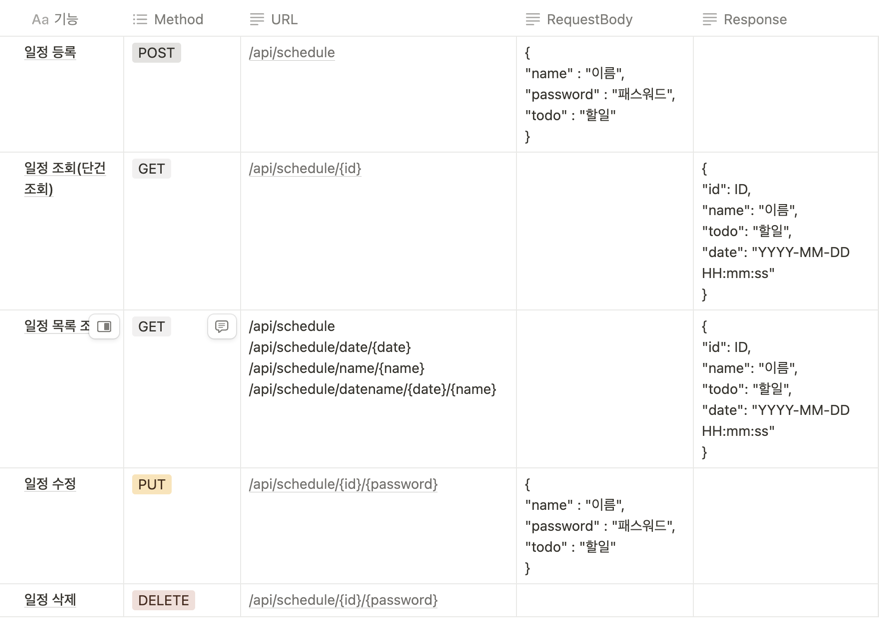 Aa 기능 Method URL RequestBody Response
일정 등록 POST /api/schedule {
"name" : "이름",
"password" : "패스워드",
"todo" : "할일"
}
일정 조회(단건 조회) GET /api/schedule/{id} {
"id": ID,
"name": "이름",
"todo": "할일",
"date": "YYYY-MM-DD
HH:mm:ss"
}
일정 목록 조 GET /api/schedule {
/api/schedule/date/{date} "id": ID,
/api/schedule/name/{name} "name": "이름",
/api/schedule/datename/{date}/{name} "todo": "할일",
"date": "YYYY-MM-DD
HH:mm:ss"
}
일정 수정 PUT /api/schedule/{id}/{password} {
"name" : "이름",
"password" : "패스워드",
"todo" : "할일"
}
일정 삭제 DELETE /api/schedule/{id}/{password}